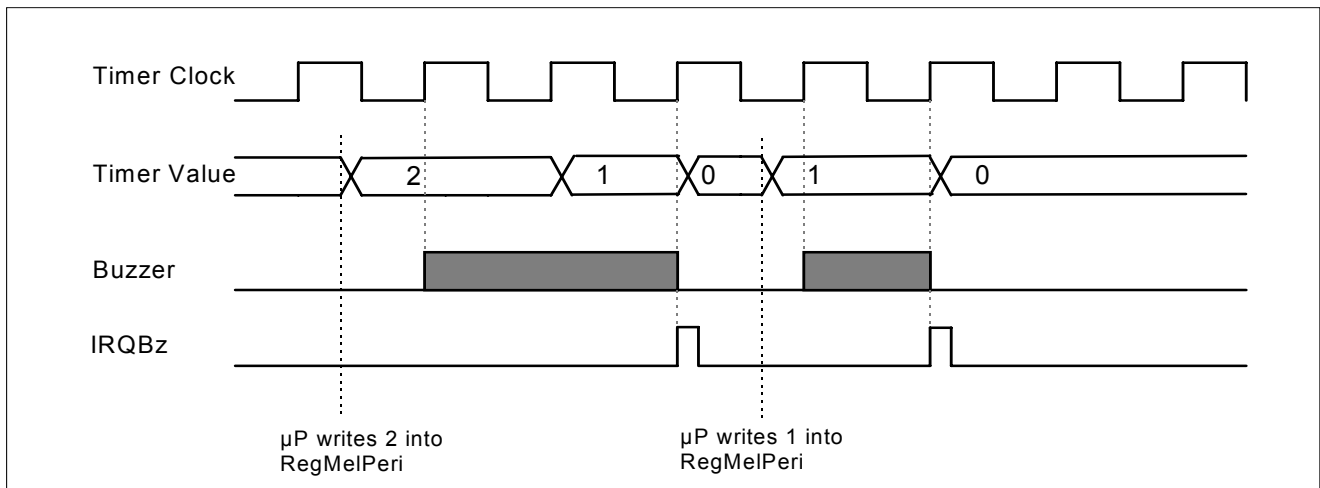 Timer Clock
Timer Value
2
1
0
1
0
Buzzer
IRQBz
µP writes 2 into
RegMelPeri
µP writes 1 into
RegMelPeri